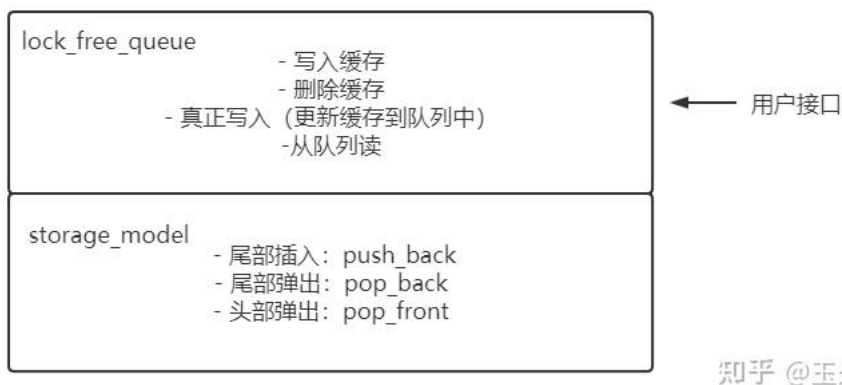 lock_free_queue
- 写入缓存
- 删除缓存
- 真正写入（更新缓存到队列中）
-从队列读
用户接口
storage_model
- 尾部插入：push_back
- 尾部弹出：pop_back
- 头部弹出：pop_front
知乎 @玉